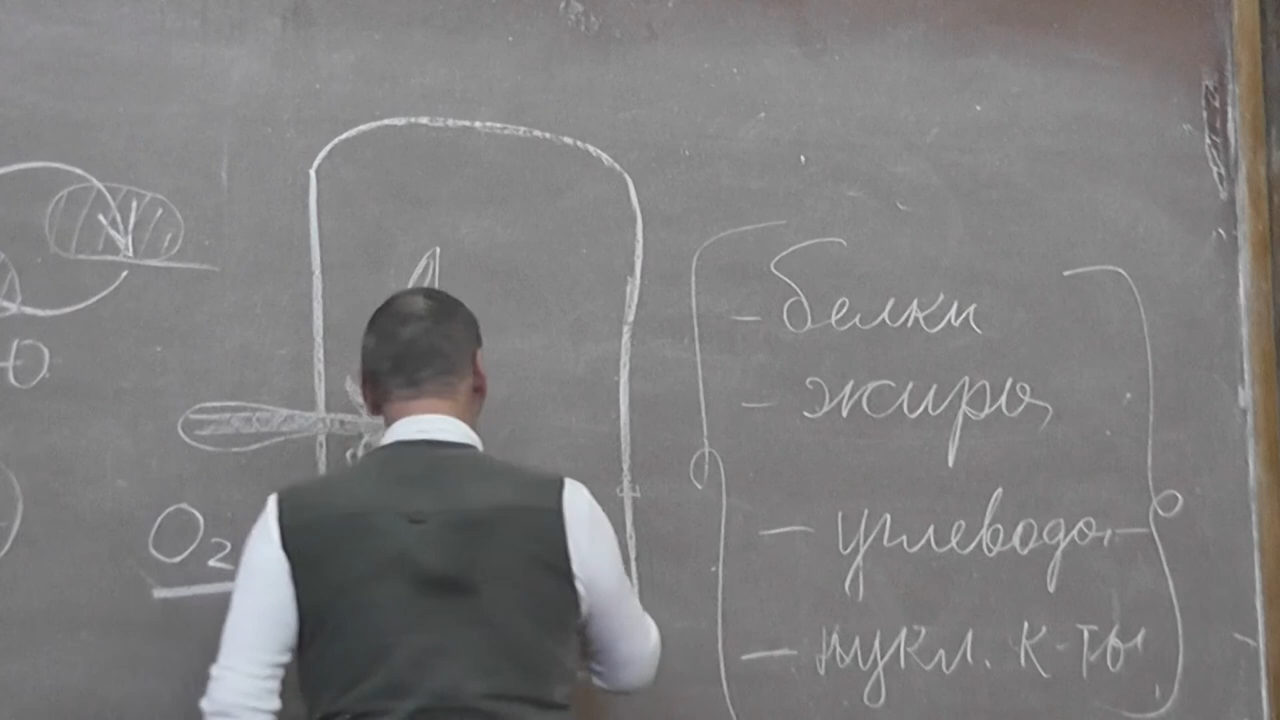 O₂
- белки
- жиры
- углеводы
- нукл. к-ты